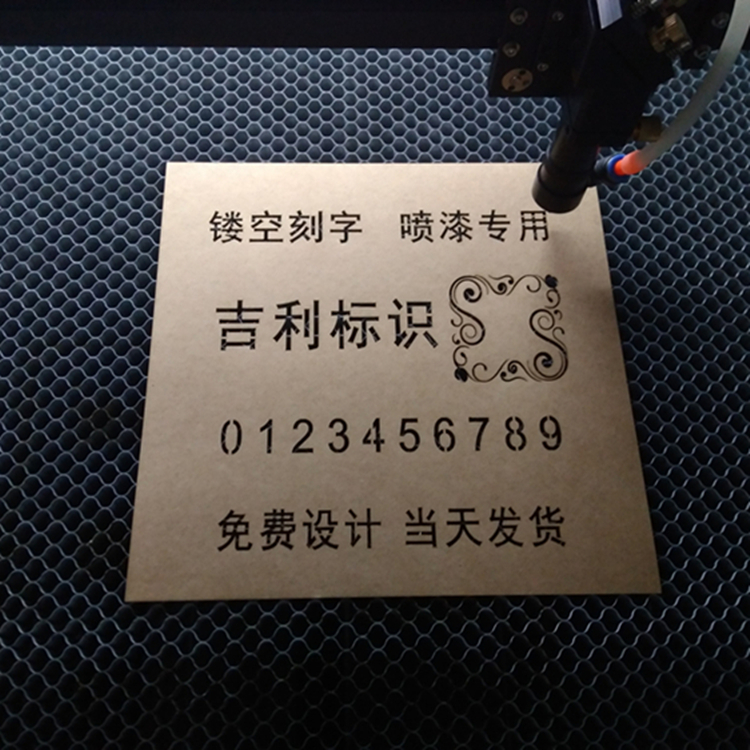 镂空刻字 喷漆专用
吉利标识
0123456789
免费设计 当天发货